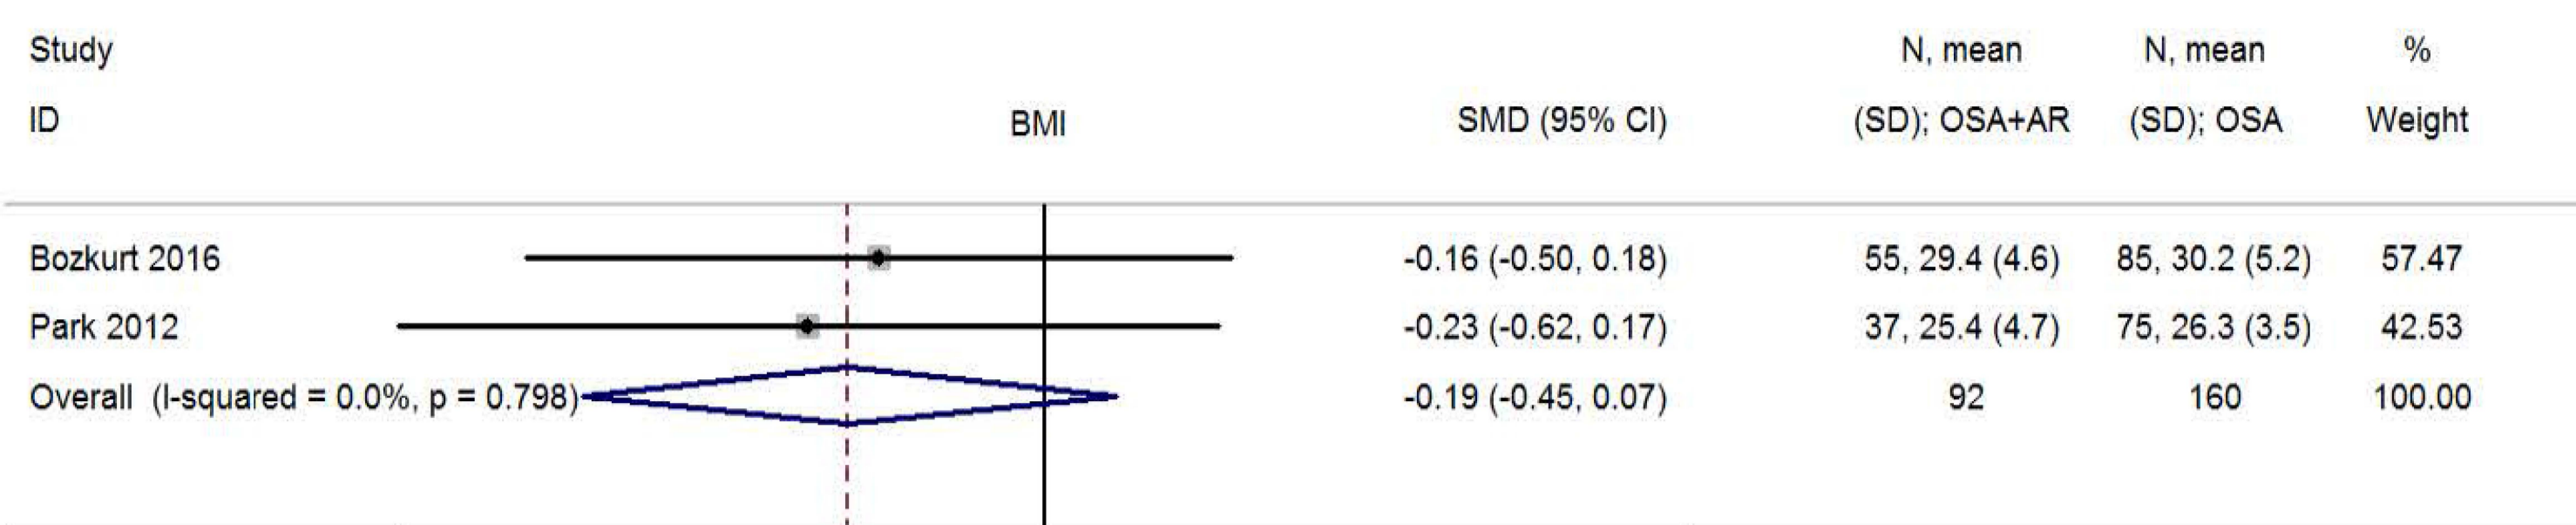 Study N, mean N, mean %
ID BMI SMD (95% CI) (SD); OSA+AR (SD); OSA Weight
Bozkurt 2016 -0.16 (-0.50, 0.18) 55, 29.4 (4.6) 85, 30.2 (5.2) 57.47
Park 2012 -0.23 (-0.62, 0.17) 37, 25.4 (4.7) 75, 26.3 (3.5) 42.53
Overall (I-squared = 0.0%, p = 0.798) -0.19 (-0.45, 0.07) 92 160 100.00